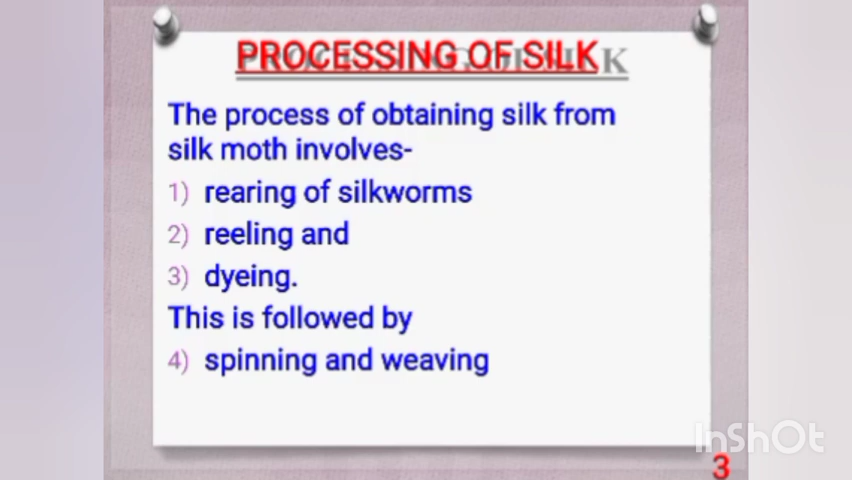 PROCESSING OF SILK
The process of obtaining silk from
silk moth involves-
1) rearing of silkworms
2) reeling and
3) dyeing.
This is followed by
4) spinning and weaving
InShOt
3